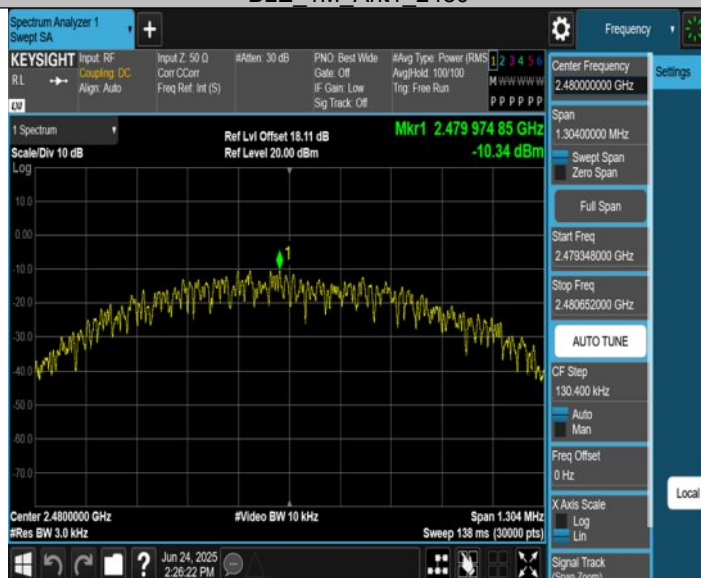 BLE_1M_Ant1_2480
Spectrum Analyzer 1
Swept SA
+
Frequency
KEYSIGHT
RL
Input: RF
Coupling: DC
Align: Auto
Input Z: 50 Ω
Corr CCorr
Freq Ref: Int (S)
#Atten: 30 dB
PNO: Best Wide
Gate: Off
IF Gain: Low
Sig Track: Off
#Avg Type: Power (RMS
Avg|Hold: 100/100
Trig: Free Run
1 2 3 4 5 6
M W W W W W
P P P P P P
1 Spectrum
Scale/Div 10 dB
Log
Ref Lvl Offset 18.11 dB
Ref Level 20.00 dBm
Mkr1 2.479 974 85 GHz
-10.34 dBm
10.0
0.00
-10.0
-20.0
-30.0
-40.0
-50.0
-60.0
-70.0
1
Center 2.4800000 GHz
#Res BW 3.0 kHz
#Video BW 10 kHz
Span 1.304 MHz
Sweep 138 ms (30000 pts)
Jun 24, 2025
2:26:22 PM
?
Center Frequency
2.480000000 GHz
Settings
Span
1.30400000 MHz
Swept Span
Zero Span
Full Span
Start Freq
2.479348000 GHz
Stop Freq
2.480652000 GHz
AUTO TUNE
CF Step
130.400 kHz
Auto
Man
Freq Offset
0 Hz
X Axis Scale
Log
Lin
Local
Signal Track
(Span Zoom)